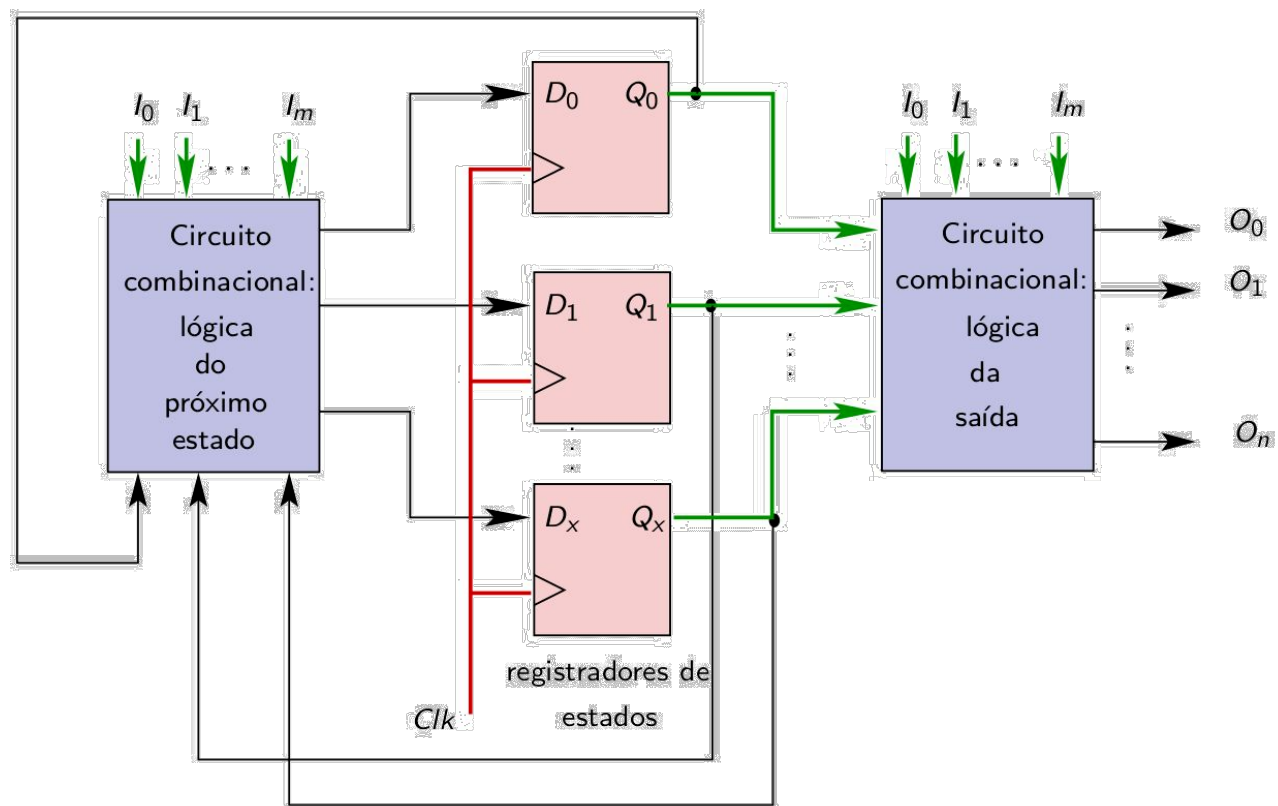 I₀ I₁ Iₘ
Circuito
combinacional:
lógica
do
próximo
estado
D₀ Q₀
D₁ Q₁
Dₓ Qₓ
registradores de
estados
Clk
I₀ I₁ Iₘ
Circuito
combinacional:
lógica
da
saída
O₀
O₁
Oₙ